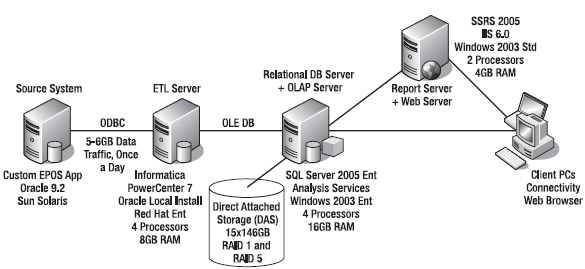 Source System
ODBC
5-6GB Data
Traffic, Once
a Day
Custom EPOS App
Oracle 9.2
Sun Solaris
ETL Server
OLE DB
Informatica
PowerCenter 7
Oracle Local Install
Red Hat Ent
4 Processors
8GB RAM
Relational DB Server
+ OLAP Server
SQL Server 2005 Ent
Analysis Services
Windows 2003 Ent
4 Processors
16GB RAM
Direct Attached
Storage (DAS)
15x146GB
RAID 1 and
RAID 5
SSRS 2005
IIS 6.0
Windows 2003 Std
2 Processors
4GB RAM
Report Server
+ Web Server
Client PCs
Connectivity
Web Browser